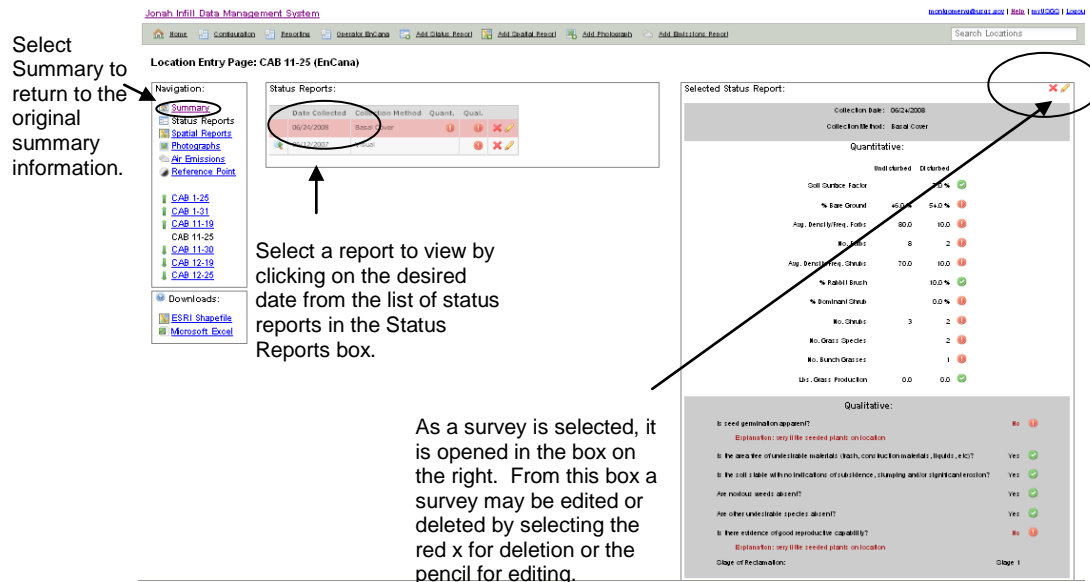 Jonah Infill Data Management System
Help | myUSGS | Logout
Home Configuration Reporting Operator EnCana Add Status Report Add Spatial Report Add Photograph Add Emissions Report Search Locations
Select
Summary to
return to the
original
summary
information.
Location Entry Page: CAB 11-25 (EnCana)
Navigation:
Summary
Status Reports
Spatial Reports
Photographs
Air Emissions
Reference Point
CAB 1-25
CAB 1-31
CAB 11-19
CAB 11-25
CAB 11-30
CAB 12-19
CAB 12-25
Downloads:
ESRI Shapefile
Microsoft Excel
Status Reports:
Date Collected Collection Method Quant. Qual.
06/24/2008 Basal Cover
06/12/2007 Visual
Select a report to view by
clicking on the desired
date from the list of status
reports in the Status
Reports box.
As a survey is selected, it
is opened in the box on
the right. From this box a
survey may be edited or
deleted by selecting the
red x for deletion or the
pencil for editing.
Selected Status Report:
Collection Date: 06/24/2008
Collection Method: Basal Cover
Quantitative:
Undisturbed Disturbed
Soil Surface Factor
% Bare Ground 54.0 %
Avg. Density/Freq. Forbs 80.0 10.0
No. Forbs 8 2
Avg. Density/Freq. Shrubs 70.0 10.0
% Rabbit Brush 10.0 %
% Dominant Shrub 0.0 %
No. Shrubs 3 2
No. Grass Species 2
No. Bunch Grasses 1
Lbs. Grass Production 0.0 0.0
Qualitative:
Is seed germination apparent? No
Explanation: very little seeded plants on location
Is the area free of undesirable materials (trash, construction materials, liquids, etc)? Yes
Is the soil stable with no indications of subsidence, slumping and/or significant erosion? Yes
Are noxious weeds absent? Yes
Are other undesirable species absent? Yes
Is there evidence of good reproductive capability? No
Explanation: very little seeded plants on location
Stage of Reclamation: Stage 1